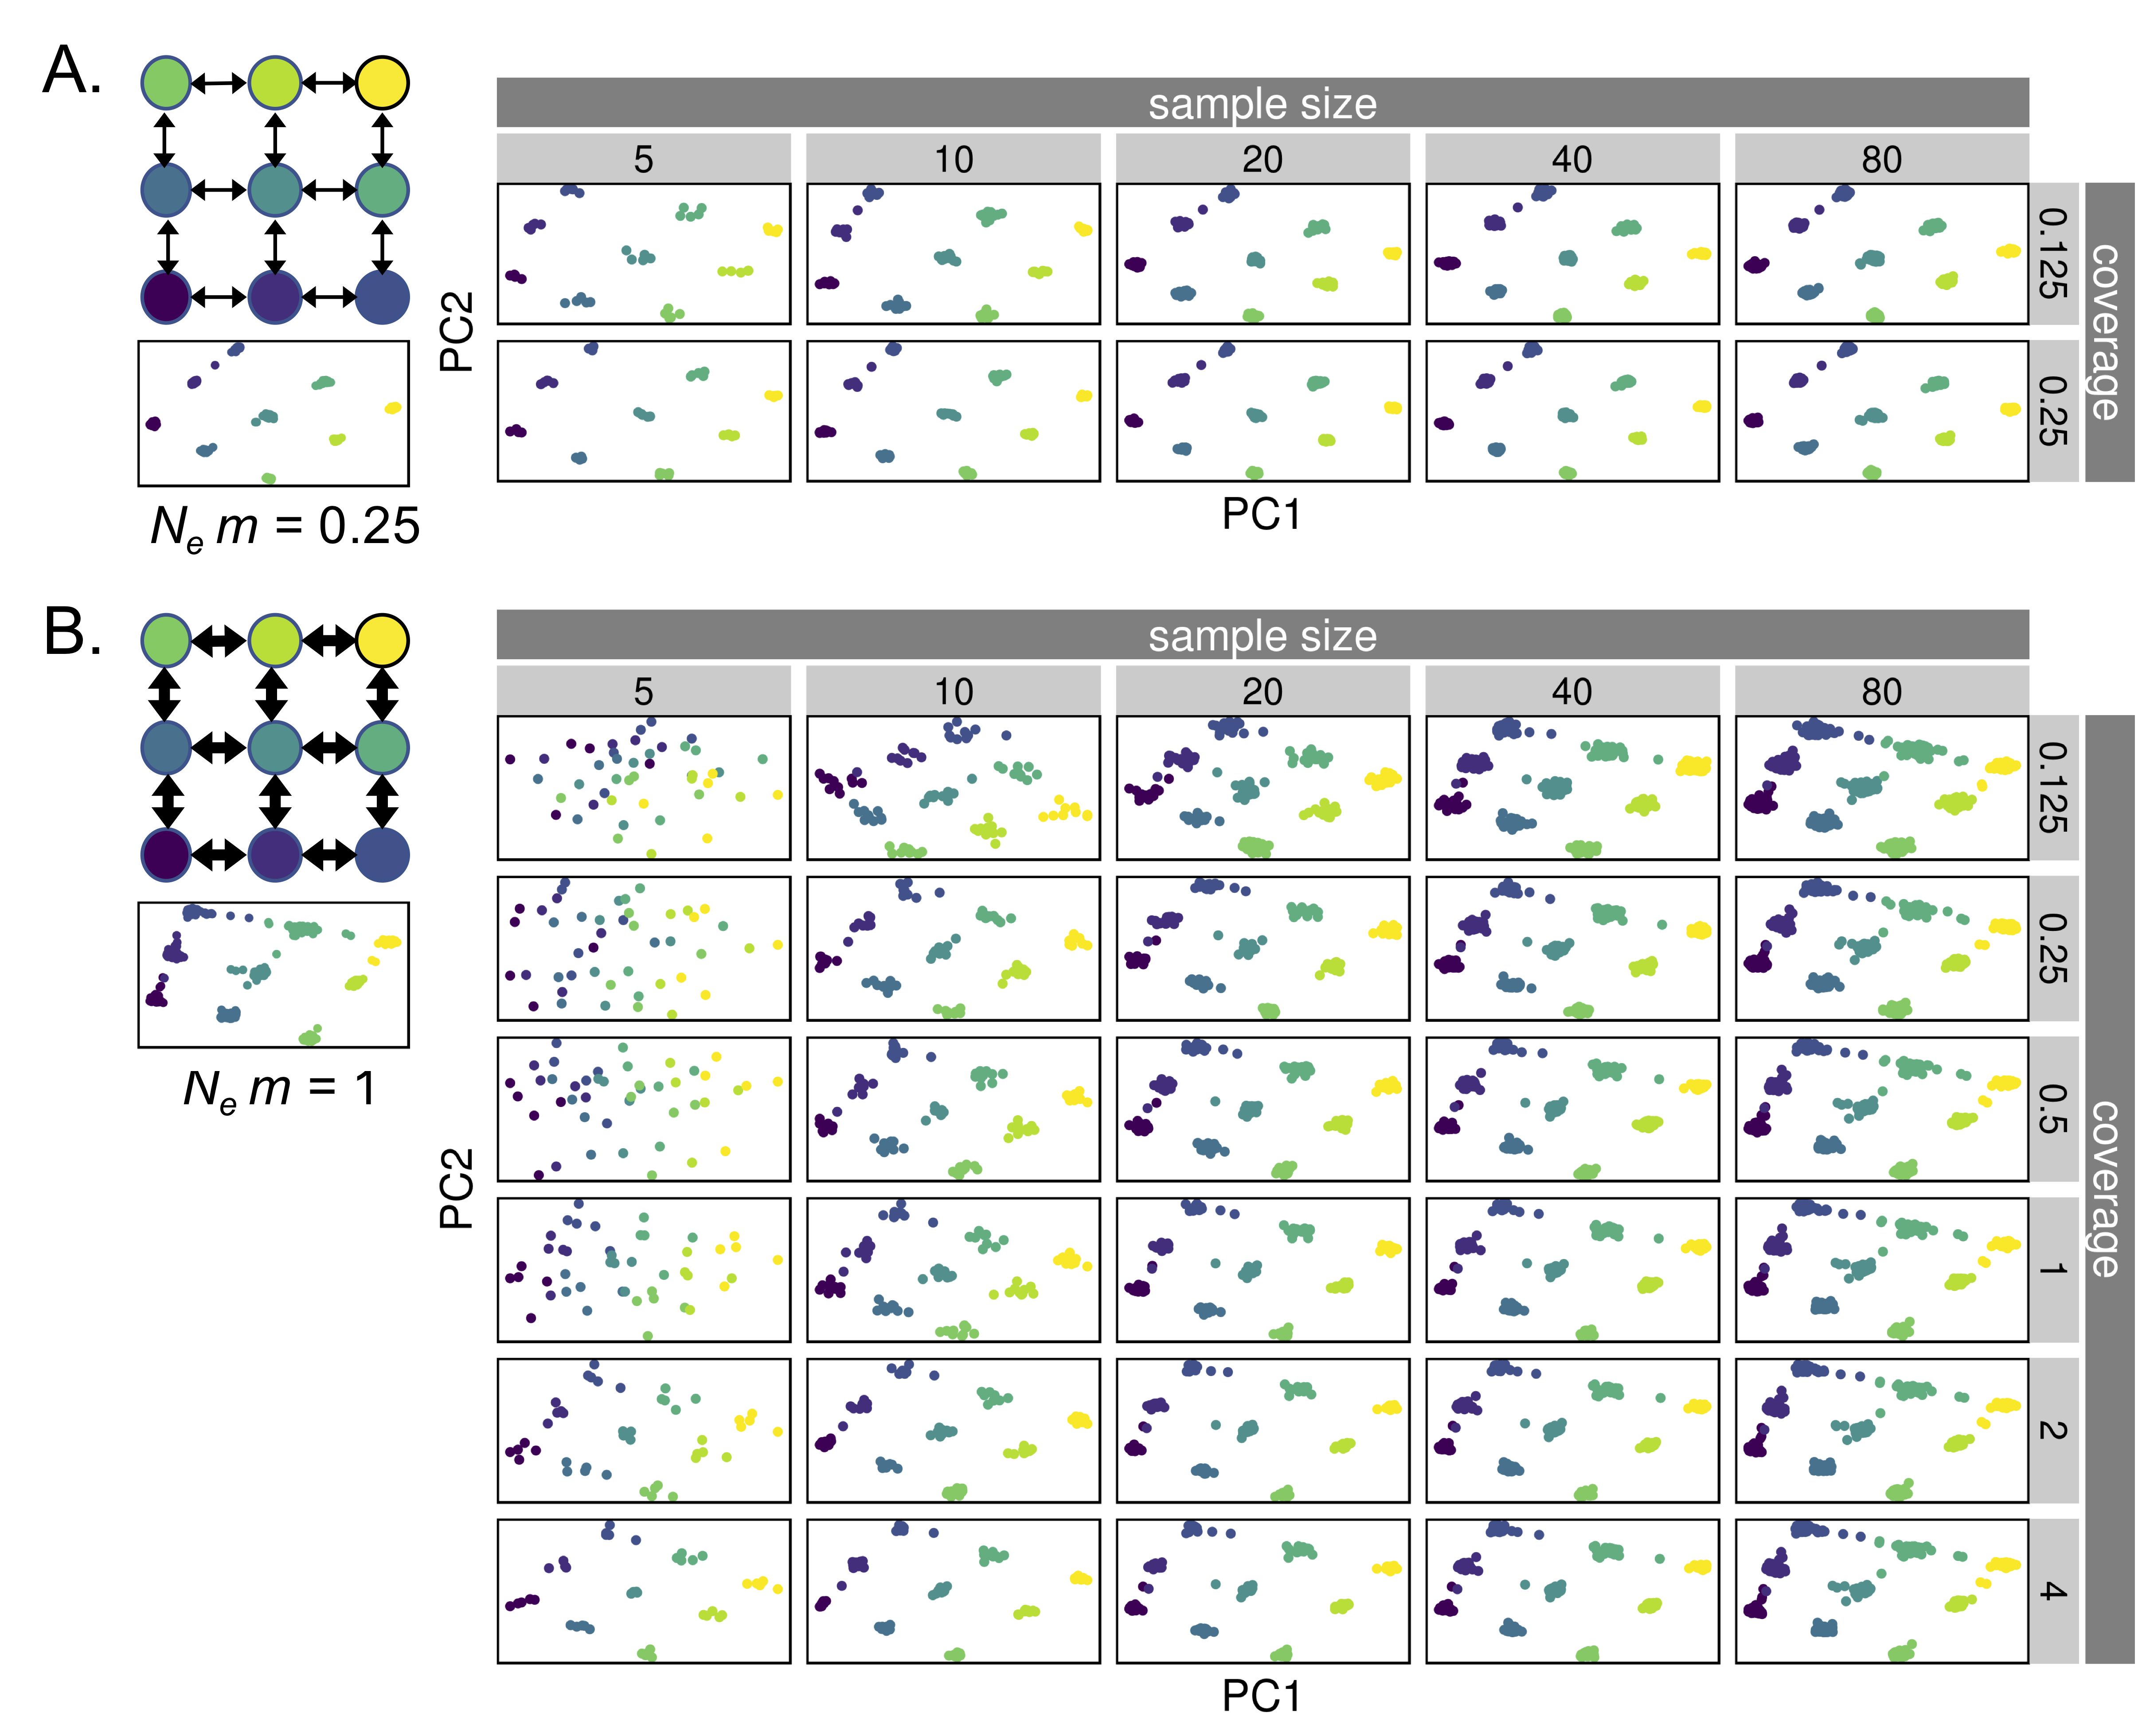 A.
sample size
5 10 20 40 80
PC2
0.125
0.25
coverage
PC1
Ne m = 0.25
B.
sample size
5 10 20 40 80
PC2
0.125
0.25
0.5
1
2
4
coverage
PC1
Ne m = 1